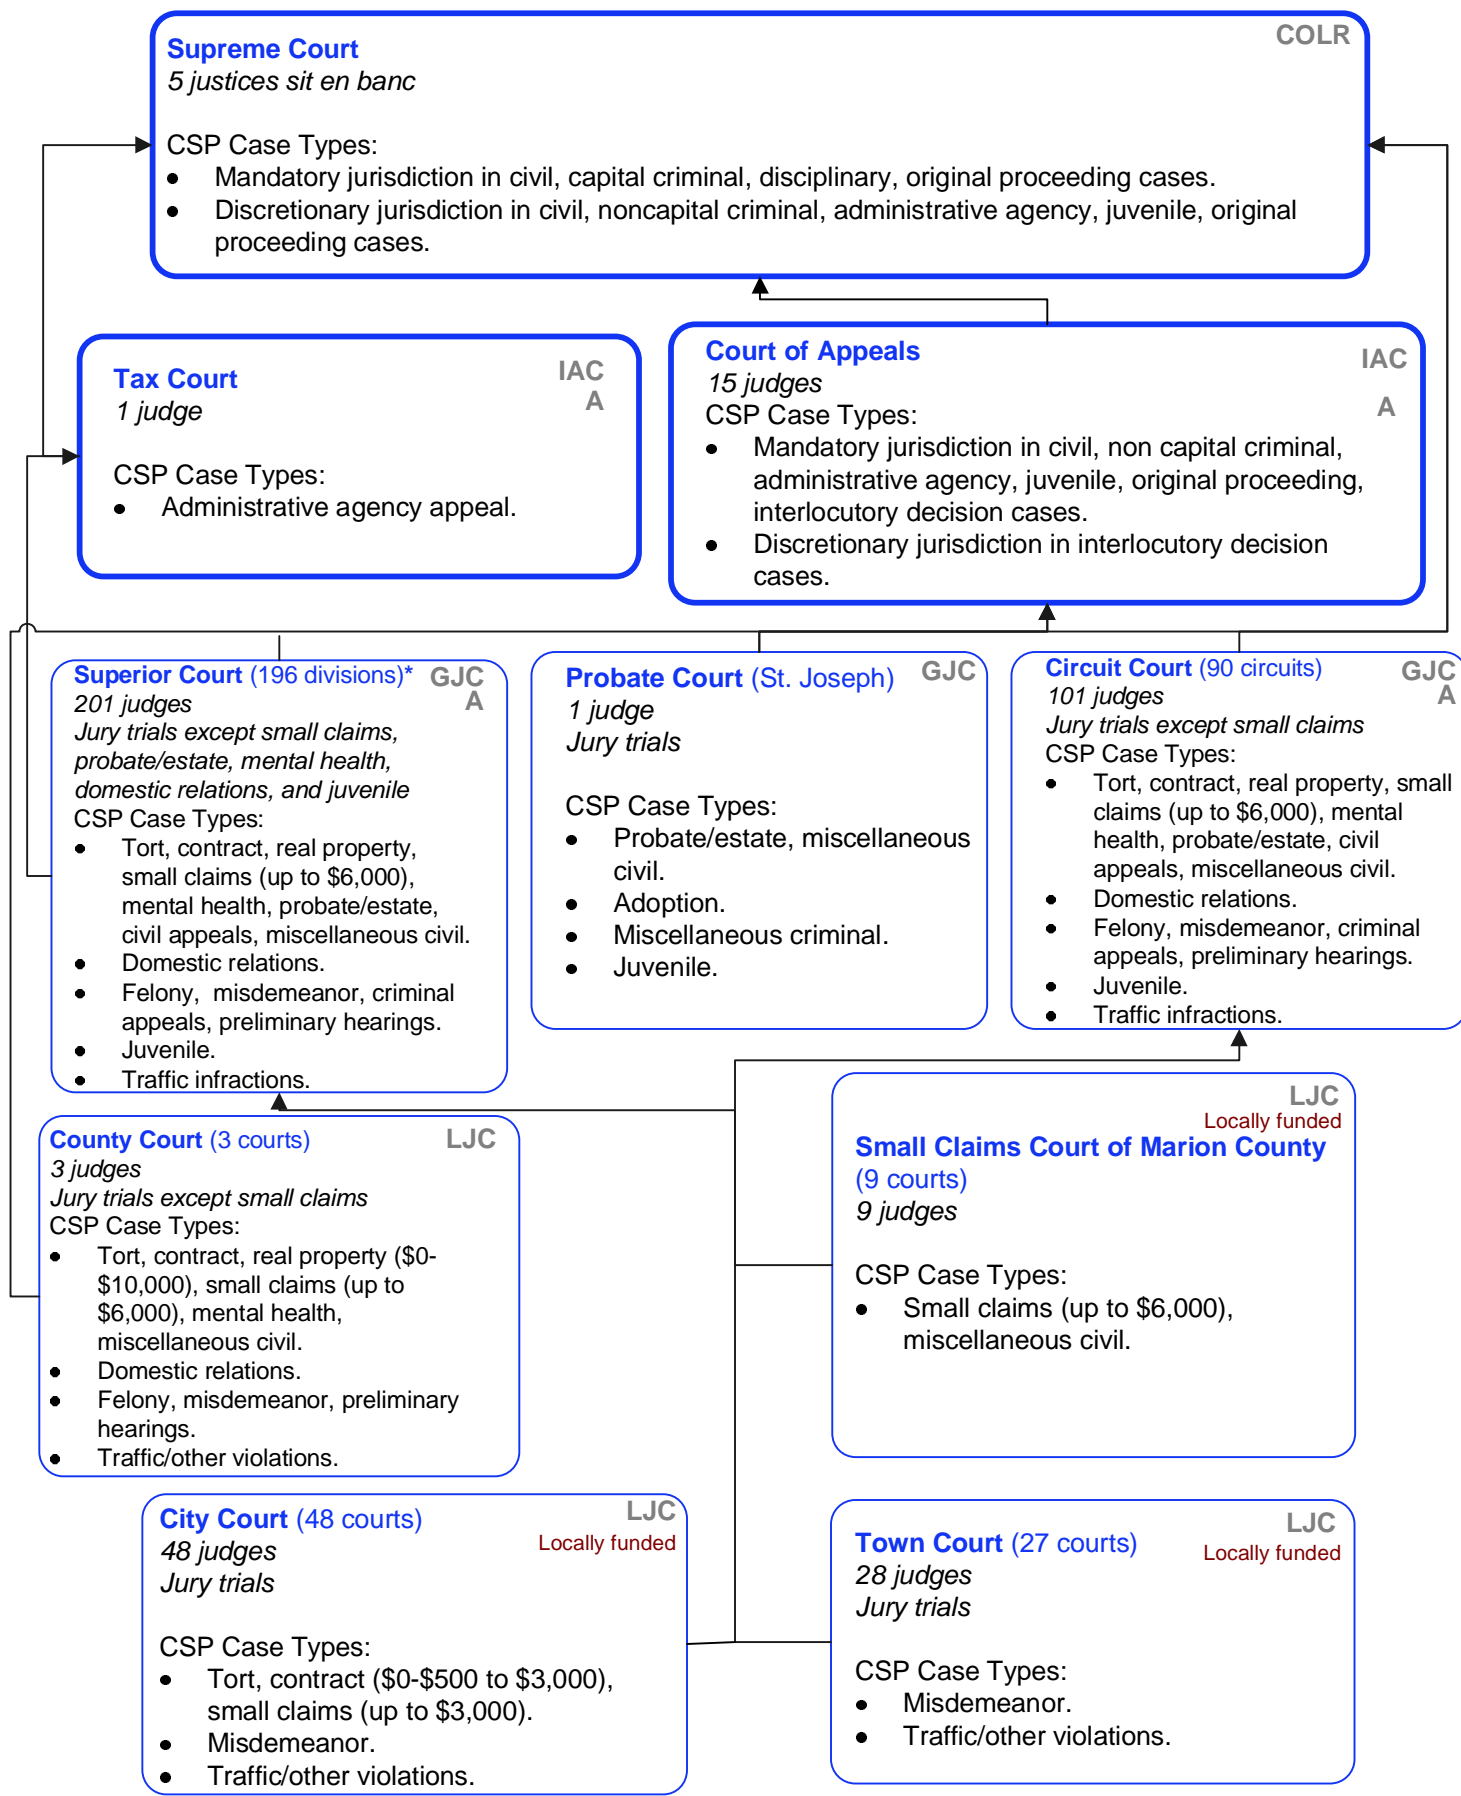 Supreme Court
COLR
5 justices sit en banc
CSP Case Types:
• Mandatory jurisdiction in civil, capital criminal, disciplinary, original proceeding cases.
• Discretionary jurisdiction in civil, noncapital criminal, administrative agency, juvenile, original
proceeding cases.
Tax Court
IAC
A
1 judge
CSP Case Types:
• Administrative agency appeal.
Court of Appeals
IAC
15 judges
A
CSP Case Types:
• Mandatory jurisdiction in civil, non capital criminal,
administrative agency, juvenile, original proceeding,
interlocutory decision cases.
• Discretionary jurisdiction in interlocutory decision
cases.
Superior Court (196 divisions)* GJC
A
201 judges
Jury trials except small claims,
probate/estate, mental health,
domestic relations, and juvenile
CSP Case Types:
• Tort, contract, real property,
small claims (up to $6,000),
mental health, probate/estate,
civil appeals, miscellaneous civil.
• Domestic relations.
• Felony,  misdemeanor, criminal
appeals, preliminary hearings.
• Juvenile.
• Traffic infractions.
Probate Court (St. Joseph) GJC
1 judge
Jury trials
CSP Case Types:
• Probate/estate, miscellaneous
civil.
• Adoption.
• Miscellaneous criminal.
• Juvenile.
Circuit Court (90 circuits) GJC
A
101 judges
Jury trials except small claims
CSP Case Types:
• Tort, contract, real property, small
claims (up to $6,000), mental
health, probate/estate, civil
appeals, miscellaneous civil.
• Domestic relations.
• Felony, misdemeanor, criminal
appeals, preliminary hearings.
• Juvenile.
• Traffic infractions.
County Court (3 courts) LJC
3 judges
Jury trials except small claims
CSP Case Types:
• Tort, contract, real property ($0-
$10,000), small claims (up to
$6,000), mental health,
miscellaneous civil.
• Domestic relations.
• Felony, misdemeanor, preliminary
hearings.
• Traffic/other violations.
LJC
Locally funded
Small Claims Court of Marion County
(9 courts)
9 judges
CSP Case Types:
• Small claims (up to $6,000),
miscellaneous civil.
City Court (48 courts) LJC
Locally funded
48 judges
Jury trials
CSP Case Types:
• Tort, contract ($0-$500 to $3,000),
small claims (up to $3,000).
• Misdemeanor.
• Traffic/other violations.
Town Court (27 courts) LJC
Locally funded
28 judges
Jury trials
CSP Case Types:
• Misdemeanor.
• Traffic/other violations.